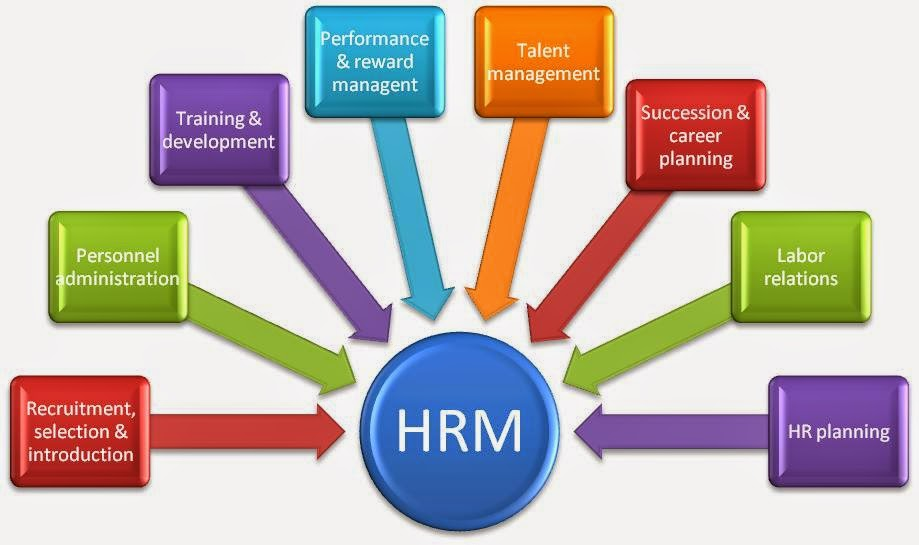 Recruitment,
selection &
introduction
Personnel
administration
Training &
development
Performance
& reward
managent
Talent
management
Succession &
career
planning
Labor
relations
HR planning
HRM